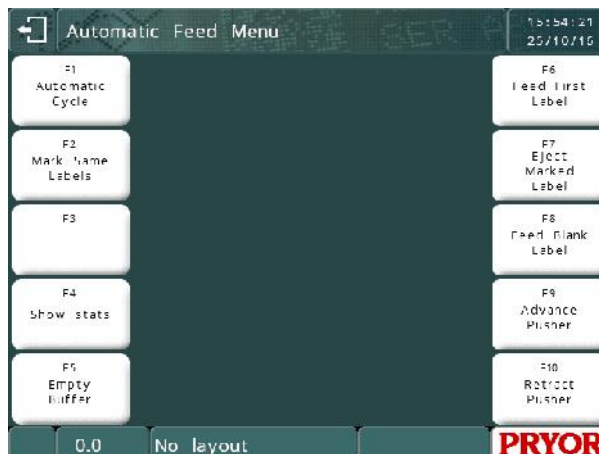 Automatic Feed Menu
15:54:21
25/10/16
F1
Automatic
Cycle
F2
Mark Same
Labels
F3
F4
Show stats
F5
Empty
Buffer
F6
Feed First
Label
F7
Eject
Marked
Label
F8
Feed Blank
Label
F9
Advance
Pusher
F10
Retract
Pusher
0.0
No layout
PRYOR